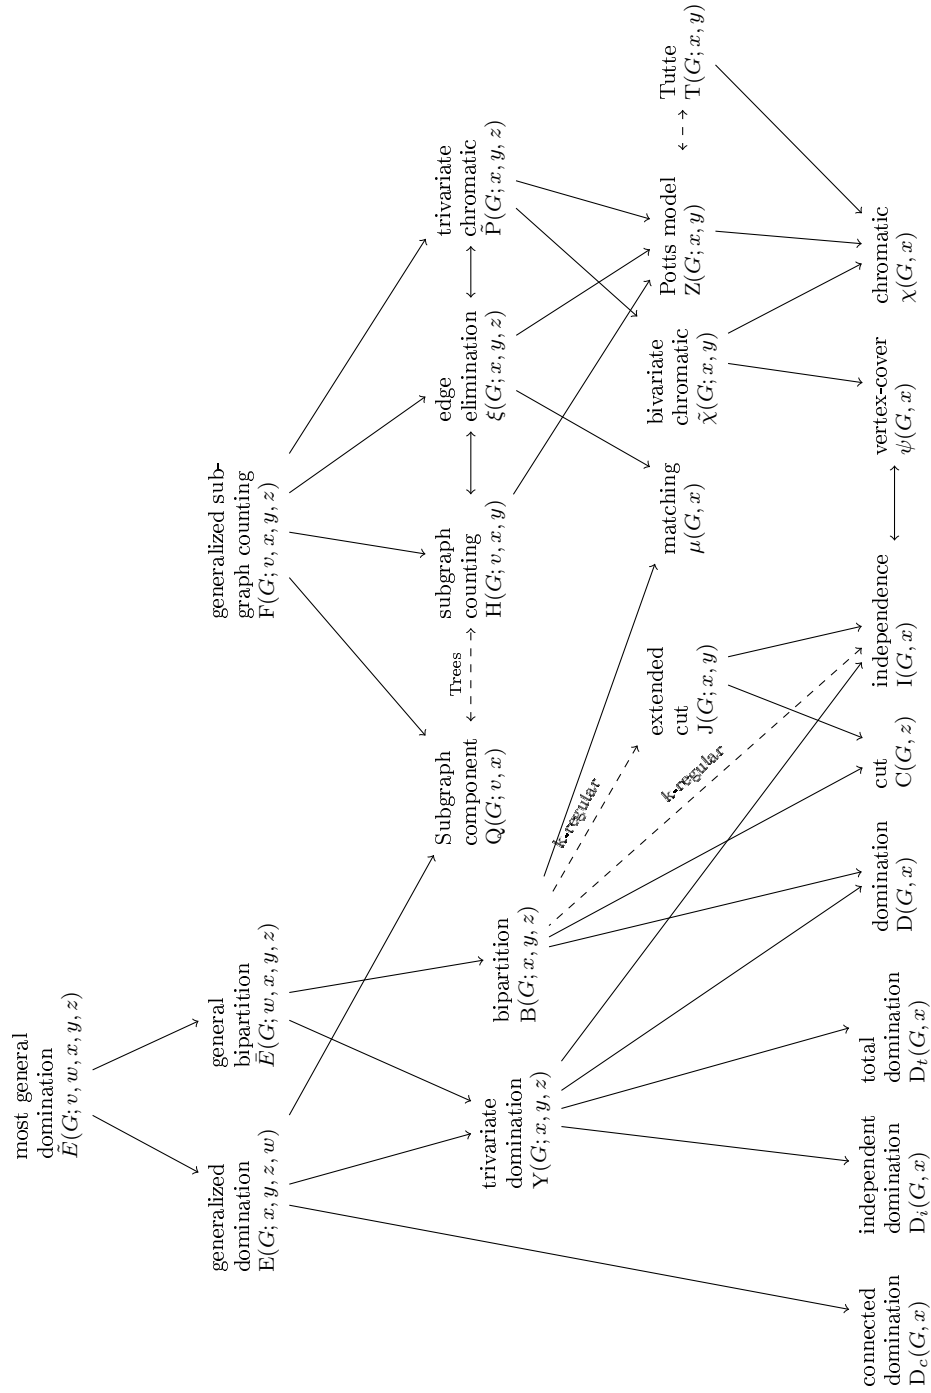 most general
domination
Ẽ(G; v, w, x, y, z)
generalized
domination
E(G; x, y, z, w)
general
bipartition
Ē(G; w, x, y, z)
generalized sub-
graph counting
F(G; v, x, y, z)
Subgraph
component
Q(G; v, x)
Trees
subgraph
counting
H(G; v, x, y)
edge
elimination
ξ(G; x, y, z)
trivariate
chromatic
P̃(G; x, y, z)
trivariate
domination
Y(G; x, y, z)
bipartition
B(G; x, y, z)
k-regular
k-regular
extended
cut
J(G; x, y)
matching
μ(G, x)
bivariate
chromatic
χ̃(G; x, y)
Potts model
Z(G; x, y)
Tutte
T(G; x, y)
connected
domination
D_c(G, x)
independent
domination
D_i(G, x)
total
domination
D_t(G, x)
domination
D(G, x)
cut
C(G, z)
independence
I(G, x)
vertex-cover
ψ(G, x)
chromatic
χ(G, x)